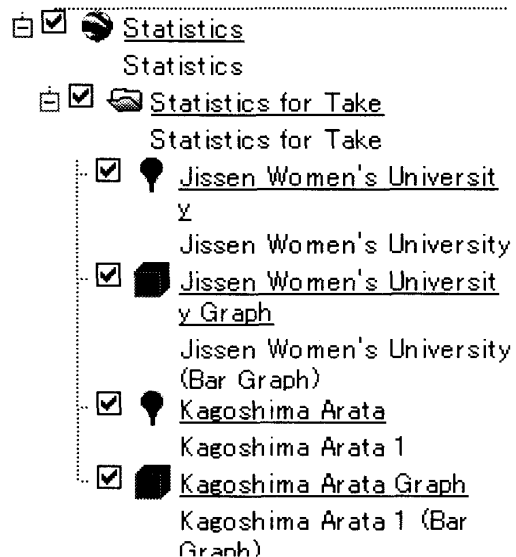 Statistics
Statistics
Statistics for Take
Statistics for Take
Jissen Women's Universit
y
Jissen Women's University
Jissen Women's Universit
y Graph
Jissen Women's University
(Bar Graph)
Kagoshima Arata
Kagoshima Arata 1
Kagoshima Arata Graph
Kagoshima Arata 1 (Bar
Graph)